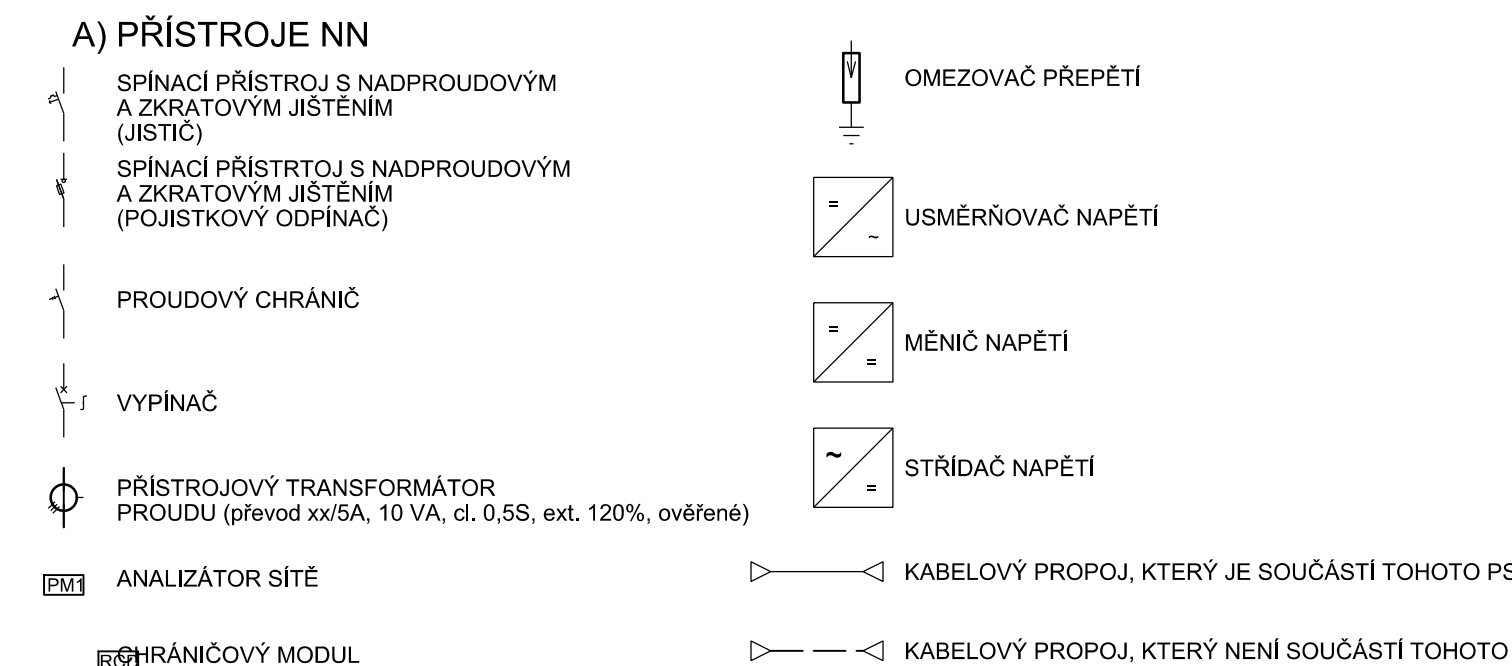 A) PŘÍSTROJE NN
SPÍNACÍ PŘÍSTROJ S NADPROUDOVÝM
A ZKRATOVÝM JIŠTĚNÍM
(JISTIČ)
SPÍNACÍ PŘÍSTRTOJ S NADPROUDOVÝM
A ZKRATOVÝM JIŠTĚNÍM
(POJISTKOVÝ ODPÍNAČ)
PROUDOVÝ CHRÁNIČ
VYPÍNAČ
PŘÍSTROJOVÝ TRANSFORMÁTOR
PROUDU (převod xx/5A, 10 VA, cl. 0,5S, ext. 120%, ověřené)
PM1 ANALIZÁTOR SÍTĚ
CHRÁNIČOVÝ MODUL
OMEZOVAČ PŘEPĚTÍ
= ~ USMĚRŇOVAČ NAPĚTÍ
= = MĚNIČ NAPĚTÍ
~ = STŘÍDAČ NAPĚTÍ
KABELOVÝ PROPOJ, KTERÝ JE SOUČÁSTÍ TOHOTO
KABELOVÝ PROPOJ, KTERÝ NENÍ SOUČÁSTÍ TOHOTO